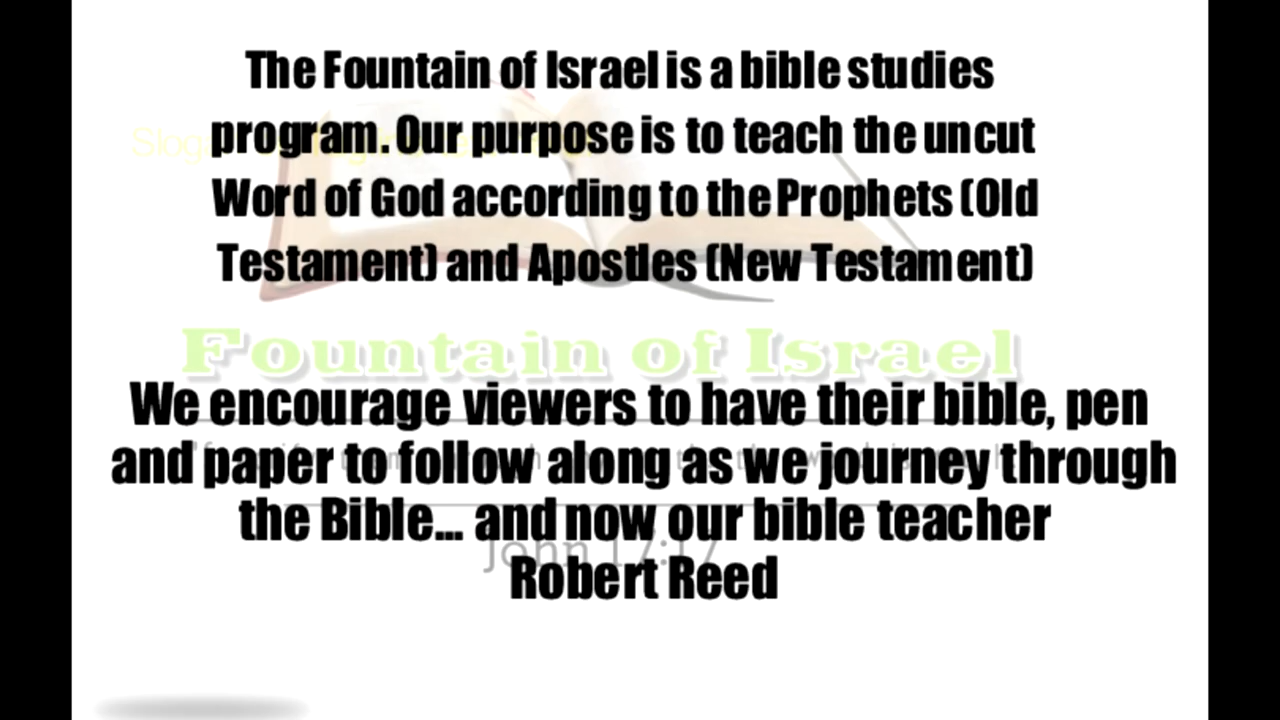 The Fountain of Israel is a bible studies
program. Our purpose is to teach the uncut
Word of God according to the Prophets (Old
Testament) and Apostles (New Testament)
Fountain of Israel
We encourage viewers to have their bible, pen
and paper to follow along as we journey through
the Bible... and now our bible teacher
John 17:17
Robert Reed